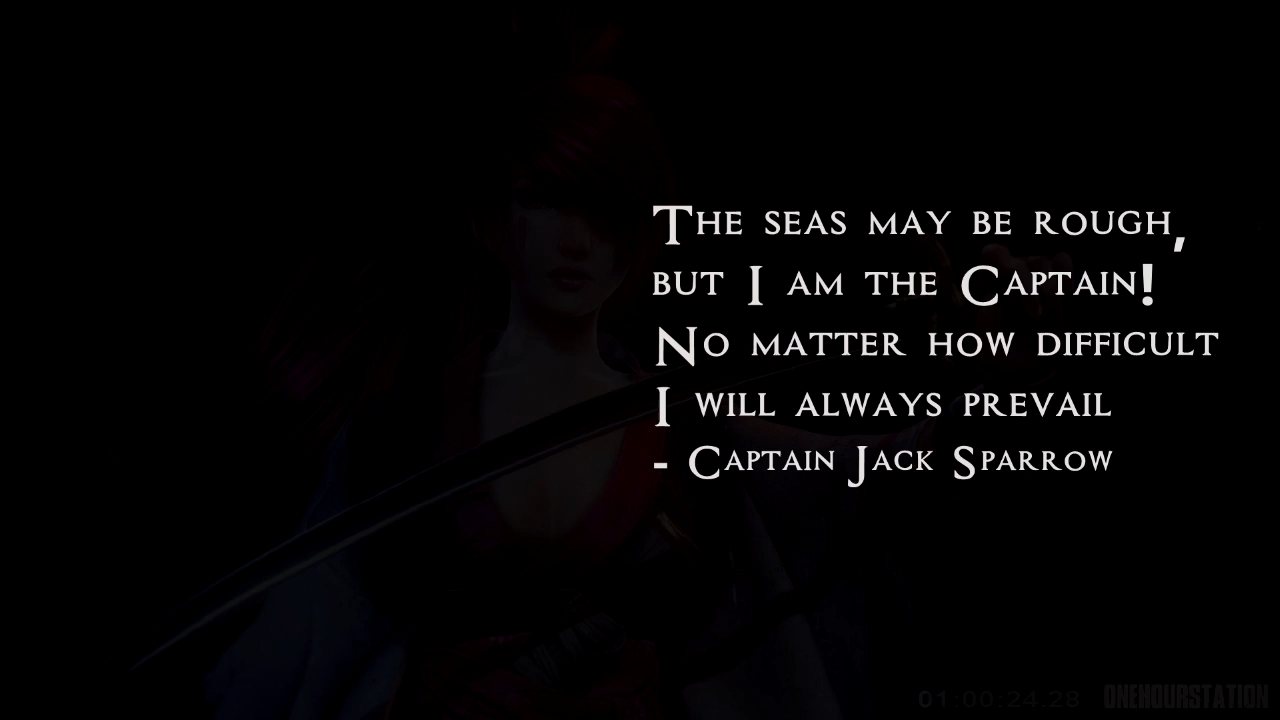 The seas may be rough,
but I am the Captain!
No matter how difficult
I will always prevail
- Captain Jack Sparrow
01:00:24.28 ONEHOURSTATION